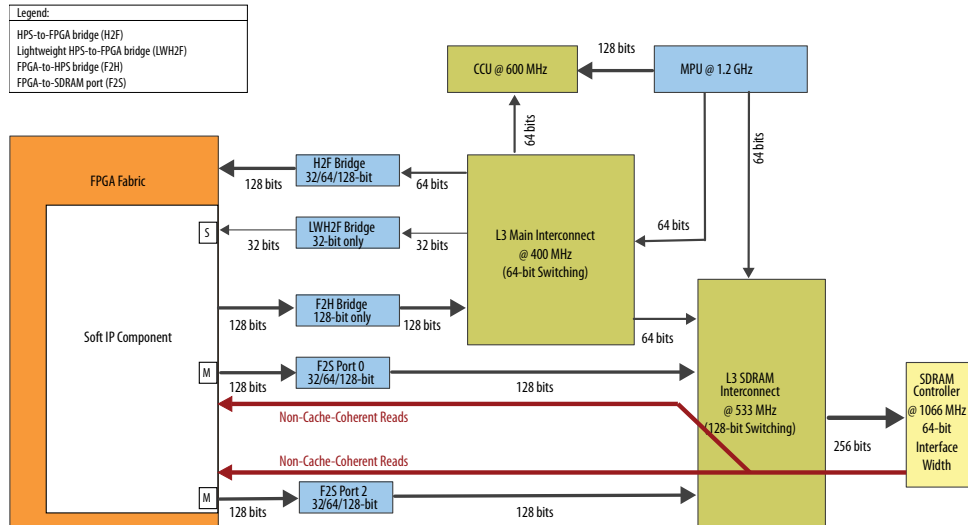 Legend:
HPS-to-FPGA bridge (H2F)
Lightweight HPS-to-FPGA bridge (LWH2F)
FPGA-to-HPS bridge (F2H)
FPGA-to-SDRAM port (F2S)
CCU @ 600 MHz
128 bits
MPU @ 1.2 GHz
64 bits
64 bits
FPGA Fabric
128 bits
H2F Bridge
32/64/128-bit
64 bits
S
32 bits
LWH2F Bridge
32-bit only
32 bits
L3 Main Interconnect
@ 400 MHz
(64-bit Switching)
64 bits
Soft IP Component
128 bits
F2H Bridge
128-bit only
128 bits
64 bits
M
128 bits
F2S Port 0
32/64/128-bit
128 bits
L3 SDRAM
Interconnect
@ 533 MHz
(128-bit Switching)
SDRAM
Controller
@ 1066 MHz
64-bit
Interface
Width
256 bits
Non-Cache-Coherent Reads
Non-Cache-Coherent Reads
M
128 bits
F2S Port 2
32/64/128-bit
128 bits